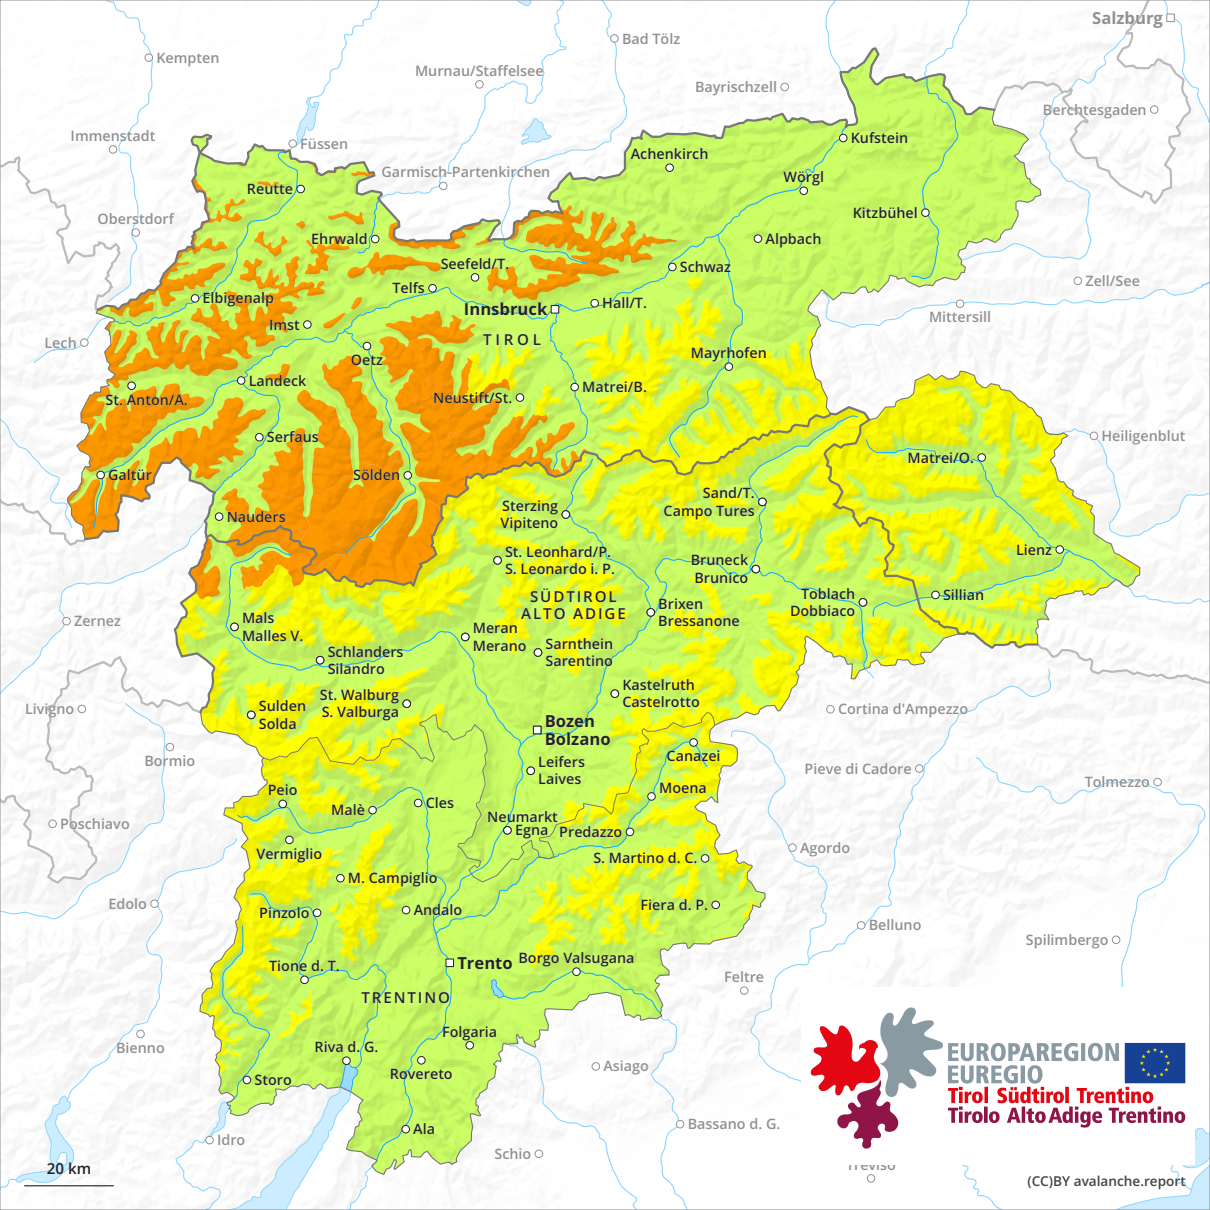 Salzburg
Bad Tölz
Kempten
Murnau/Staffelsee
Bayrischzell
Berchtesgaden
Immenstadt
Füssen
Kufstein
Achenkirch
Garmisch-Partenkirchen
Wörgl
Reutte
Oberstdorf
Kitzbühel
Ehrwald
Alpbach
Seefeld/T.
Schwaz
Zell/See
Telfs
Elbigenalp
Innsbruck
Hall/T.
Mittersill
Imst
TIROL
Lech
Oetz
Mayrhofen
Landeck
Matrei/B.
St. Anton/A.
Neustift/St.
Serfaus
Heiligenblut
Matrei/O.
Galtür
Sölden
Sand/T.
Campo Tures
Sterzing
Vipiteno
Nauders
St. Leonhard/P.
S. Leonardo i. P.
Lienz
Bruneck
Brunico
SÜDTIROL
ALTO ADIGE
Toblach
Dobbiaco
Sillian
Brixen
Bressanone
Zernez
Mals
Malles V.
Meran
Merano
Sarnthein
Sarentino
Schlanders
Silandro
Kastelruth
Castelrotto
St. Walburg
S. Valburga
Sulden
Solda
Livigno
Cortina d'Ampezzo
Bozen
Bolzano
Bormio
Canazei
Leifers
Laives
Pieve di Cadore
Tolmezzo
Peio
Moena
Malè
Cles
Poschiavo
Neumarkt
Egna
Predazzo
Vermiglio
Agordo
S. Martino d. C.
M. Campiglio
Edolo
Pinzolo
Andalo
Fiera d. P.
Belluno
Spilimbergo
Trento
Borgo Valsugana
Tione d. T.
Feltre
TRENTINO
Folgaria
Bienno
Riva d. G.
Rovereto
Asiago
Storo
EUROPAREGION
EUREGIO
Tirol Südtirol Trentino
Tirolo Alto Adige Trentino
Ala
Bassano d. G.
Idro
Schio
Treviso
20 km
(CC)BY avalanche.report